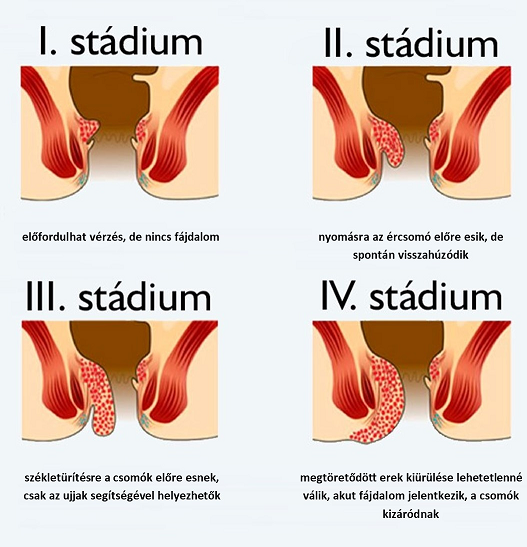 I. stádium
II. stádium
előfordulhat vérzés, de nincs fájdalom
nyomásra az ércsomó előre esik, de
spontán visszahúzódik
III. stádium
IV. stádium
székletürítésre a csomók előre esnek,
csak az ujjak segítségével helyezhetők
megtöretődött erek kiürülése lehetetlenné
válik, akut fájdalom jelentkezik, a csomók
kizáródnak